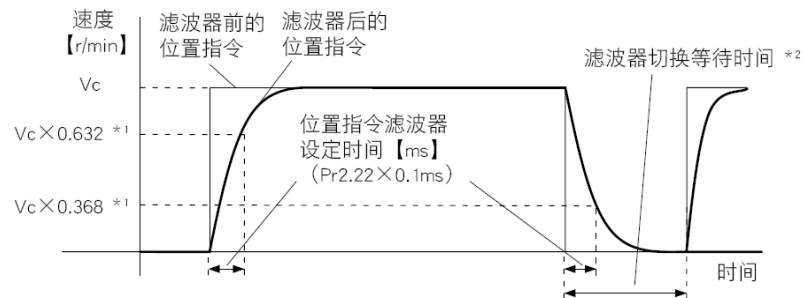 速度
【r/min】
滤波器前的
位置指令
滤波器后的
位置指令
滤波器切换等待时间 *2
Vc
Vc×0.632 *1
位置指令滤波器
设定时间【ms】
（Pr2.22×0.1ms）
Vc×0.368 *1
时间